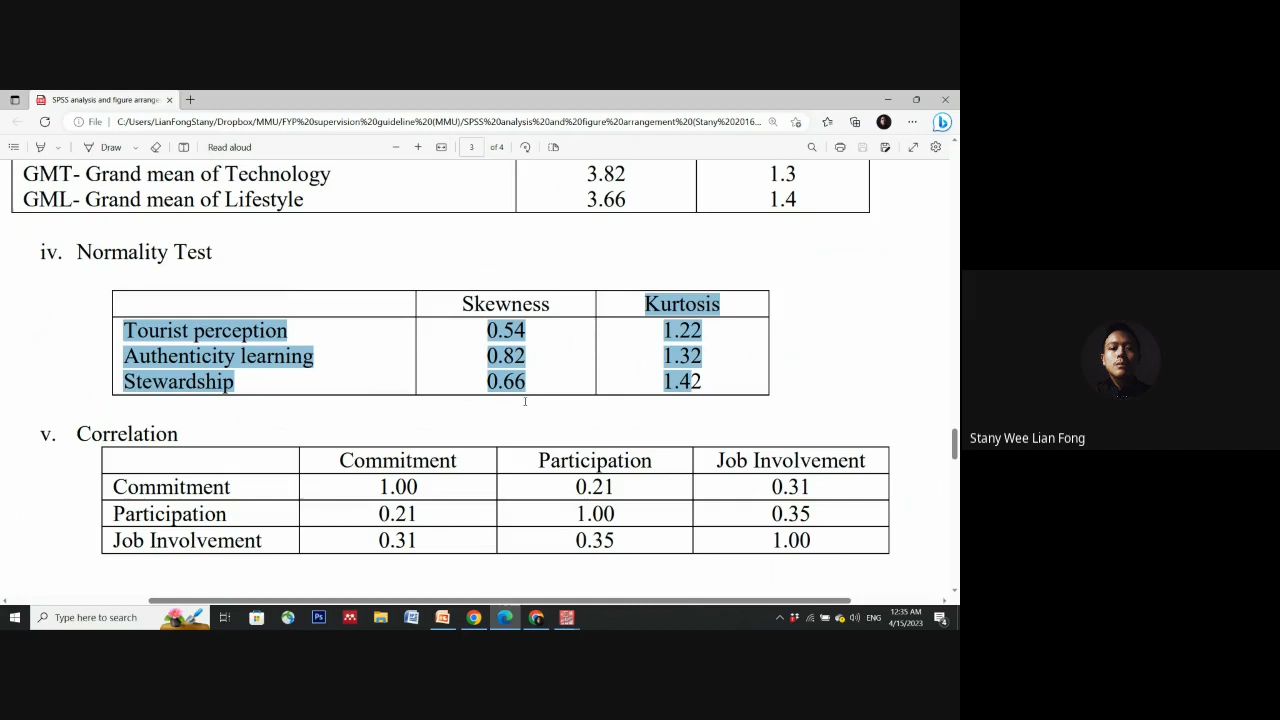 SPSS analysis and figure arrange
File C:/Users/LianFongStany/Dropbox/MMU/FYP%20supervision%20guideline%20(MMU)/SPSS%20analysis%20and%20figure%20arrangement%20(Stany%202016...
Draw Read aloud 3 of 4
GMT- Grand mean of Technology 3.82 1.3
GML- Grand mean of Lifestyle 3.66 1.4
iv. Normality Test
Skewness Kurtosis
Tourist perception 0.54 1.22
Authenticity learning 0.82 1.32
Stewardship 0.66 1.42
v. Correlation
Commitment Participation Job Involvement
Commitment 1.00 0.21 0.31
Participation 0.21 1.00 0.35
Job Involvement 0.31 0.35 1.00
Stany Wee Lian Fong
Type here to search
Ps
ENG
12:35 AM
4/15/2023
4